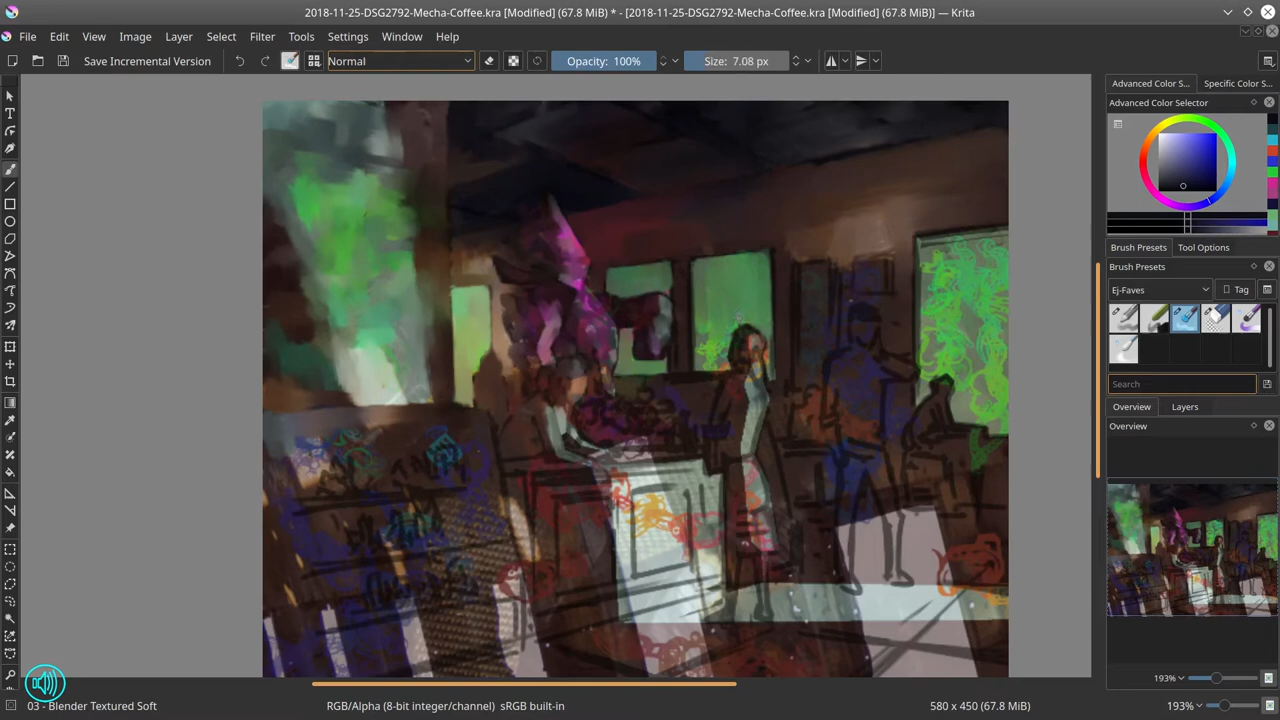 2018-11-25-DSG2792-Mecha-Coffee.kra [Modified] (67.8 MiB) * - [2018-11-25-DSG2792-Mecha-Coffee.kra [Modified] (67.8 MiB)] — Krita
File Edit View Image Layer Select Filter Tools Settings Window Help
Save Incremental Version Normal Opacity: 100% Size: 7.08 px
Advanced Color S... Specific Color S...
Advanced Color Selector
Brush Presets Tool Options
Brush Presets
Ej-Faves Tag
Search
Overview Layers
Overview
193%
03 - Blender Textured Soft RGB/Alpha (8-bit integer/channel) sRGB built-in 580 x 450 (67.8 MiB) 193%